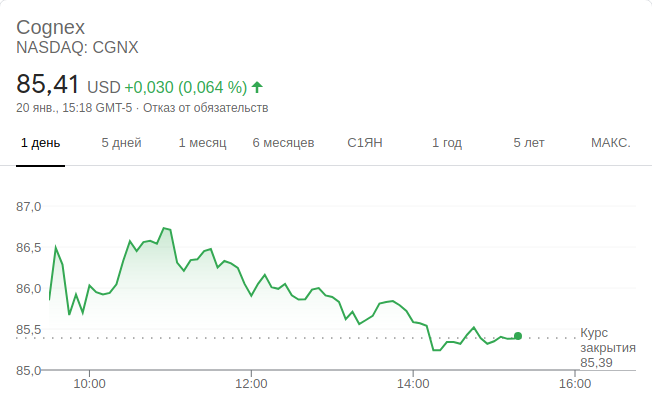 Cognex
NASDAQ: CGNX
85,41 USD +0,030 (0,064 %)
20 янв., 15:18 GMT-5 · Отказ от обязательств
1 день 5 дней 1 месяц 6 месяцев С1ЯН 1 год 5 лет МАКС.
87,0
86,5
86,0
85,5
Курс
закрытия
85,39
85,0
10:00 12:00 14:00 16:00